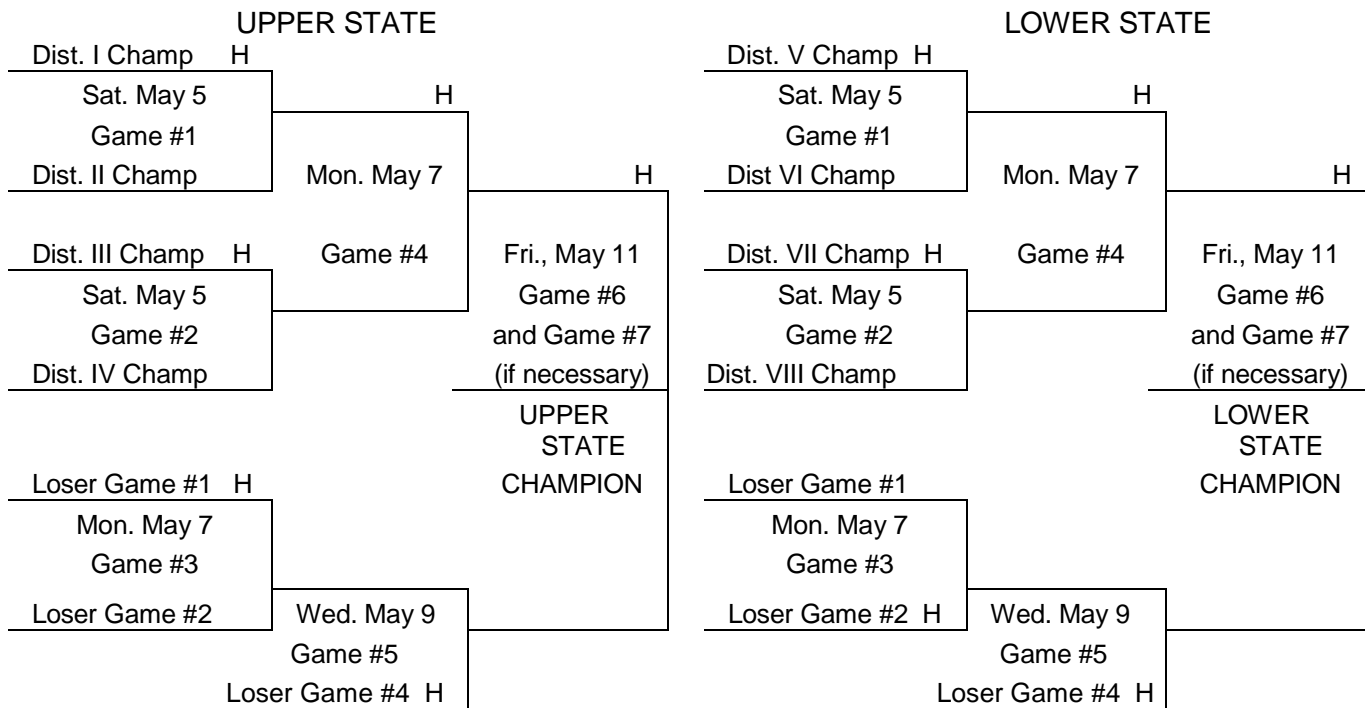 UPPER STATE
Dist. I Champ H
Sat. May 5
H
Game #1
Dist. II Champ
Mon. May 7
H
Dist. III Champ H
Game #4
Fri., May 11
Sat. May 5
Game #6
Game #2
and Game #7
Dist. IV Champ
(if necessary)
UPPER
STATE
CHAMPION
Loser Game #1 H
Mon. May 7
Game #3
Loser Game #2
Wed. May 9
Game #5
Loser Game #4 H
LOWER STATE
Dist. V Champ H
Sat. May 5
H
Game #1
Dist VI Champ
Mon. May 7
H
Dist. VII Champ H
Game #4
Fri., May 11
Sat. May 5
Game #6
Game #2
and Game #7
Dist. VIII Champ
(if necessary)
LOWER
STATE
CHAMPION
Loser Game #1
Mon. May 7
Game #3
Loser Game #2 H
Wed. May 9
Game #5
Loser Game #4 H